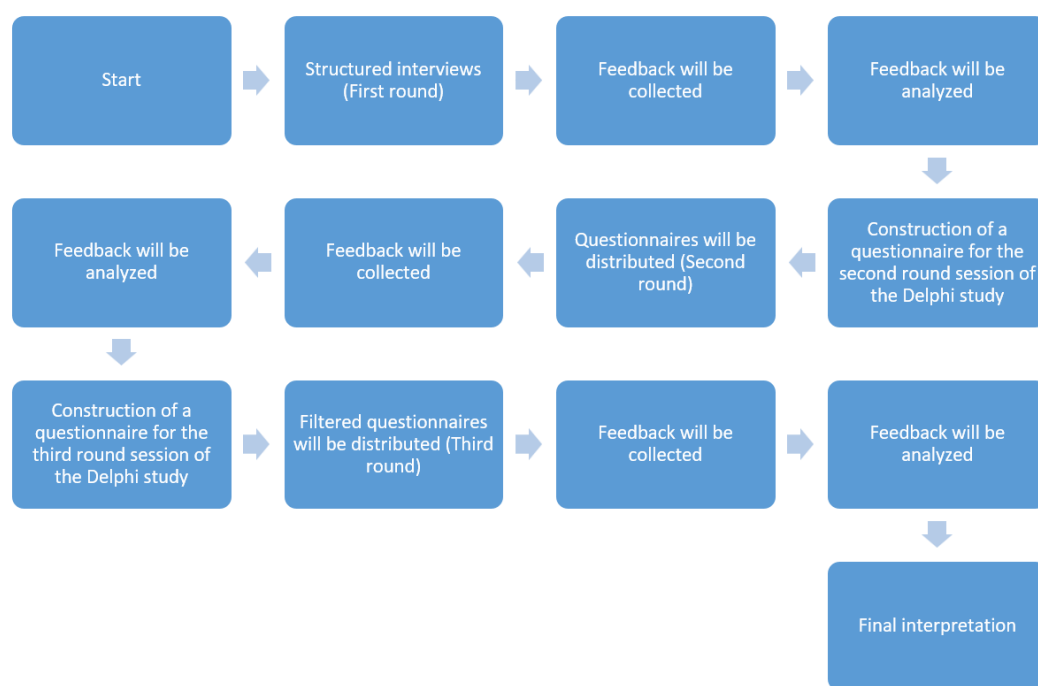 Start
Structured interviews
(First round)
Feedback will be
collected
Feedback will be
analyzed
Construction of a
questionnaire for the
second round session of
the Delphi study
Questionnaires will be
distributed (Second
round)
Feedback will be
collected
Feedback will be
analyzed
Construction of a
questionnaire for the
third round session of
the Delphi study
Filtered questionnaires
will be distributed (Third
round)
Feedback will be
collected
Feedback will be
analyzed
Final interpretation